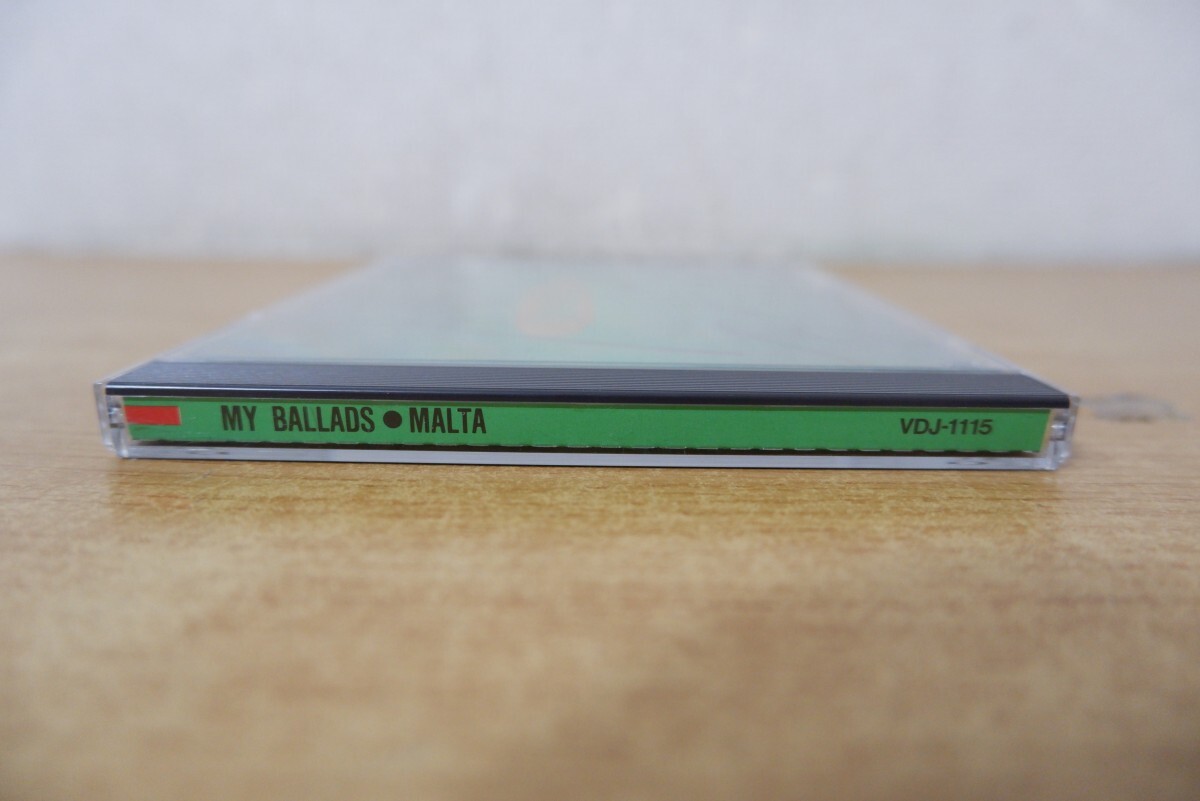 MY BALLADS ● MALTA VDJ-1115